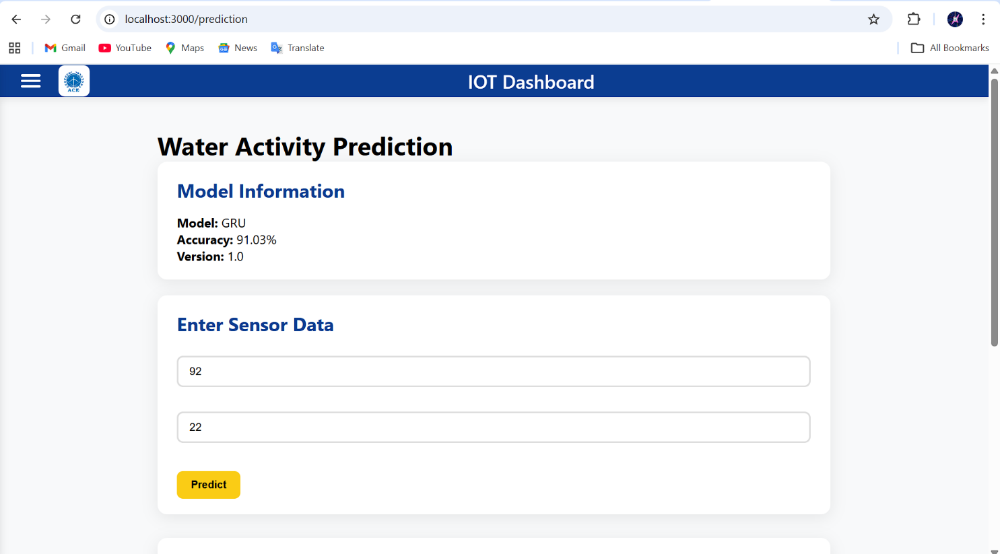 localhost:3000/prediction
Gmail YouTube Maps News Translate All Bookmarks
ACE IOT Dashboard
Water Activity Prediction
Model Information
Model: GRU
Accuracy: 91.03%
Version: 1.0
Enter Sensor Data
92
22
Predict